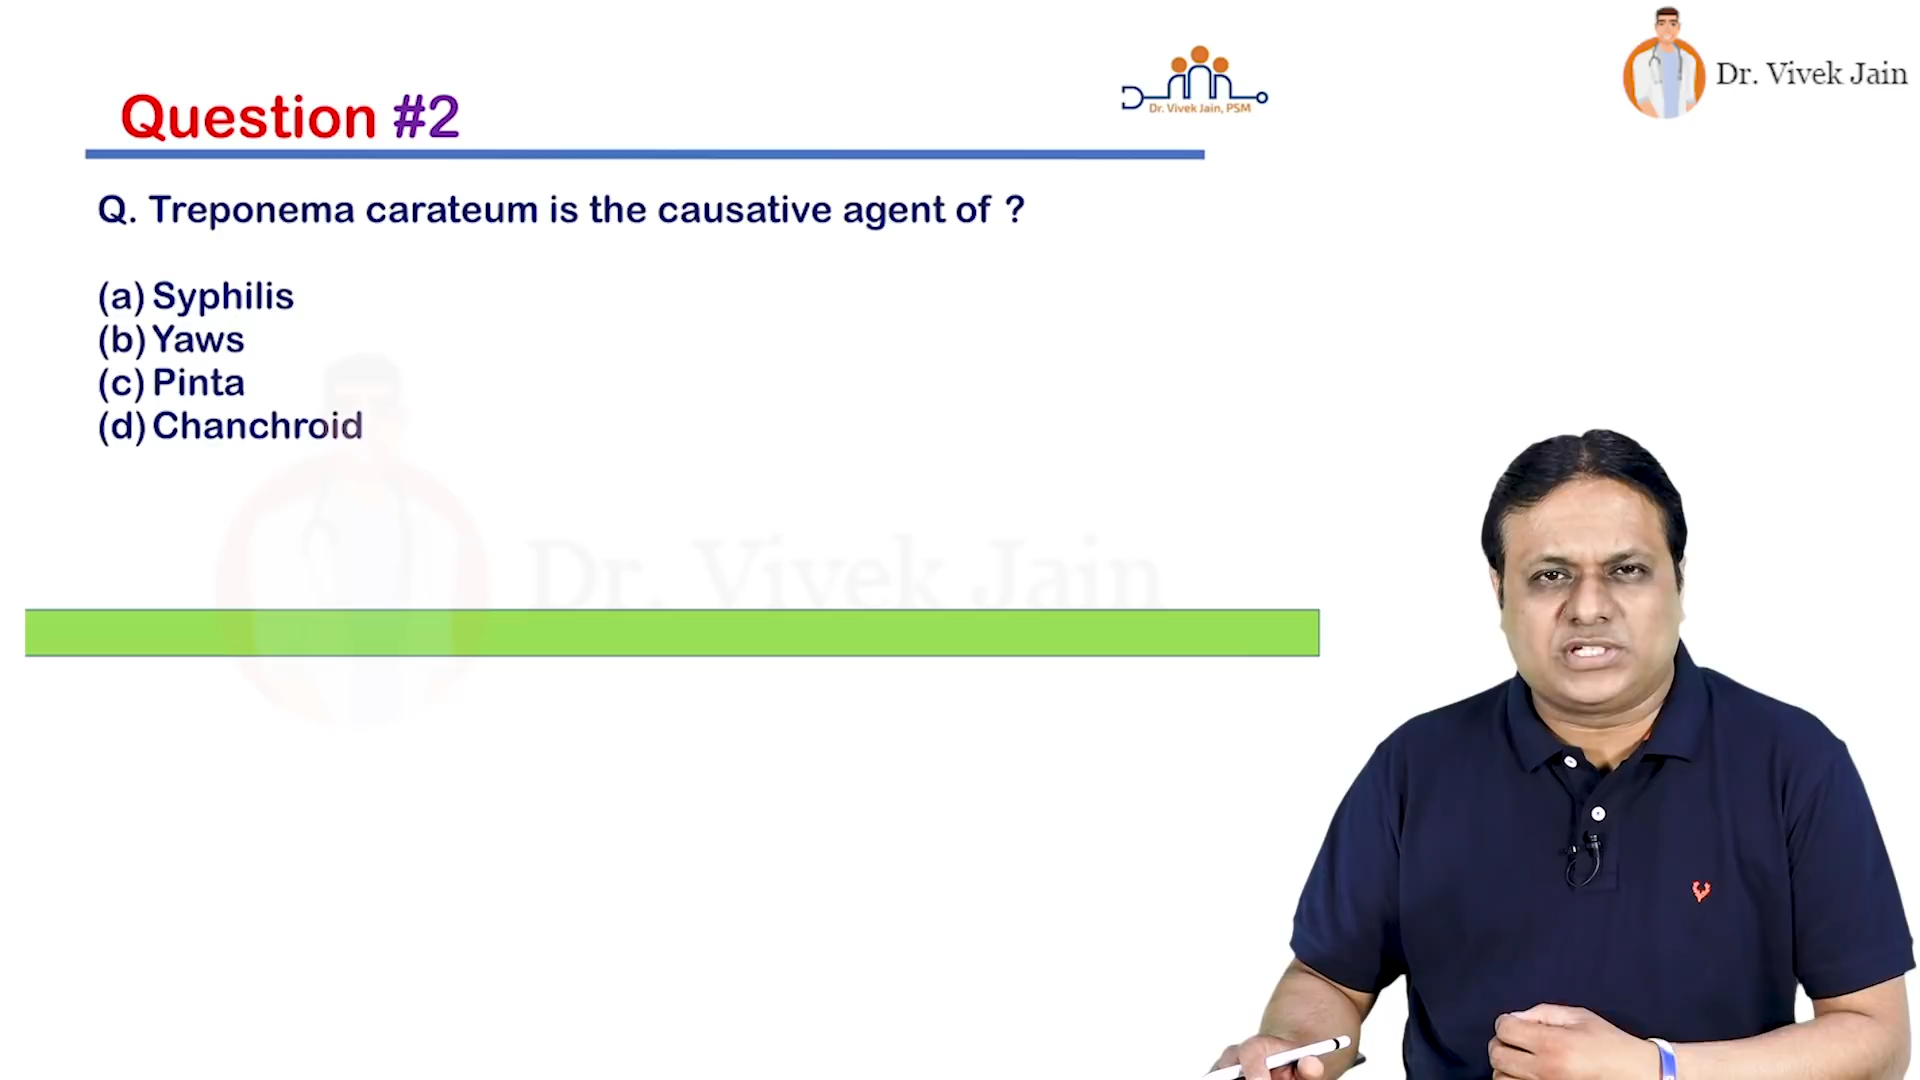 Dr. Vivek Jain, PSM
Dr. Vivek Jain
Question #2
Q. Treponema carateum is the causative agent of ?
(a) Syphilis
(b) Yaws
(c) Pinta
(d) Chanchroid
Dr. Vivek Jain